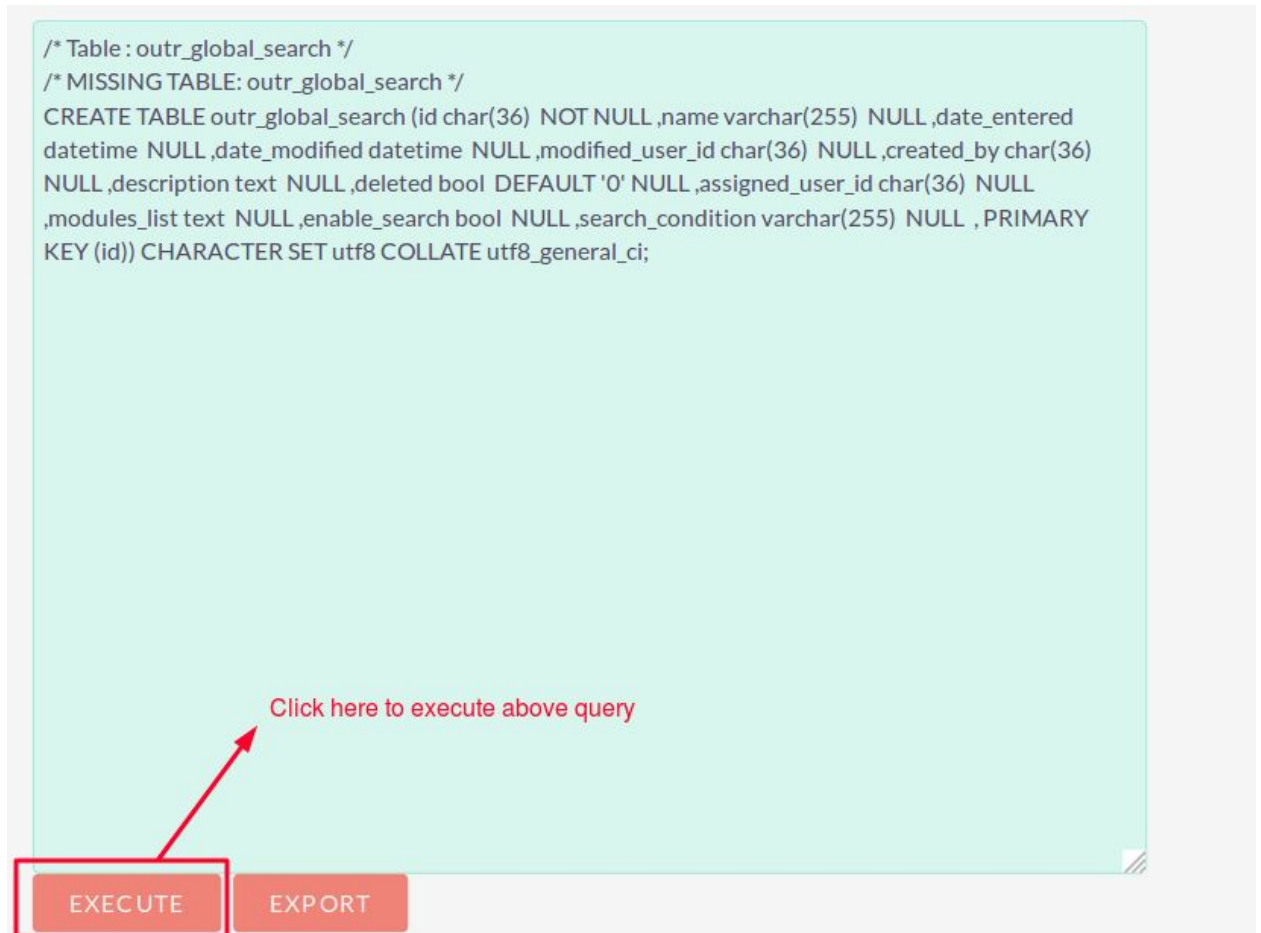 /* Table : outr_global_search */
/* MISSING TABLE: outr_global_search */
CREATE TABLE outr_global_search (id char(36)  NOT NULL ,name varchar(255)  NULL ,date_entered
datetime  NULL ,date_modified datetime  NULL ,modified_user_id char(36)  NULL ,created_by char(36)
NULL ,description text  NULL ,deleted bool  DEFAULT '0' NULL ,assigned_user_id char(36)  NULL
,modules_list text  NULL ,enable_search bool  NULL ,search_condition varchar(255)  NULL  , PRIMARY
KEY (id)) CHARACTER SET utf8 COLLATE utf8_general_ci;
Click here to execute above query
EXECUTE EXPORT